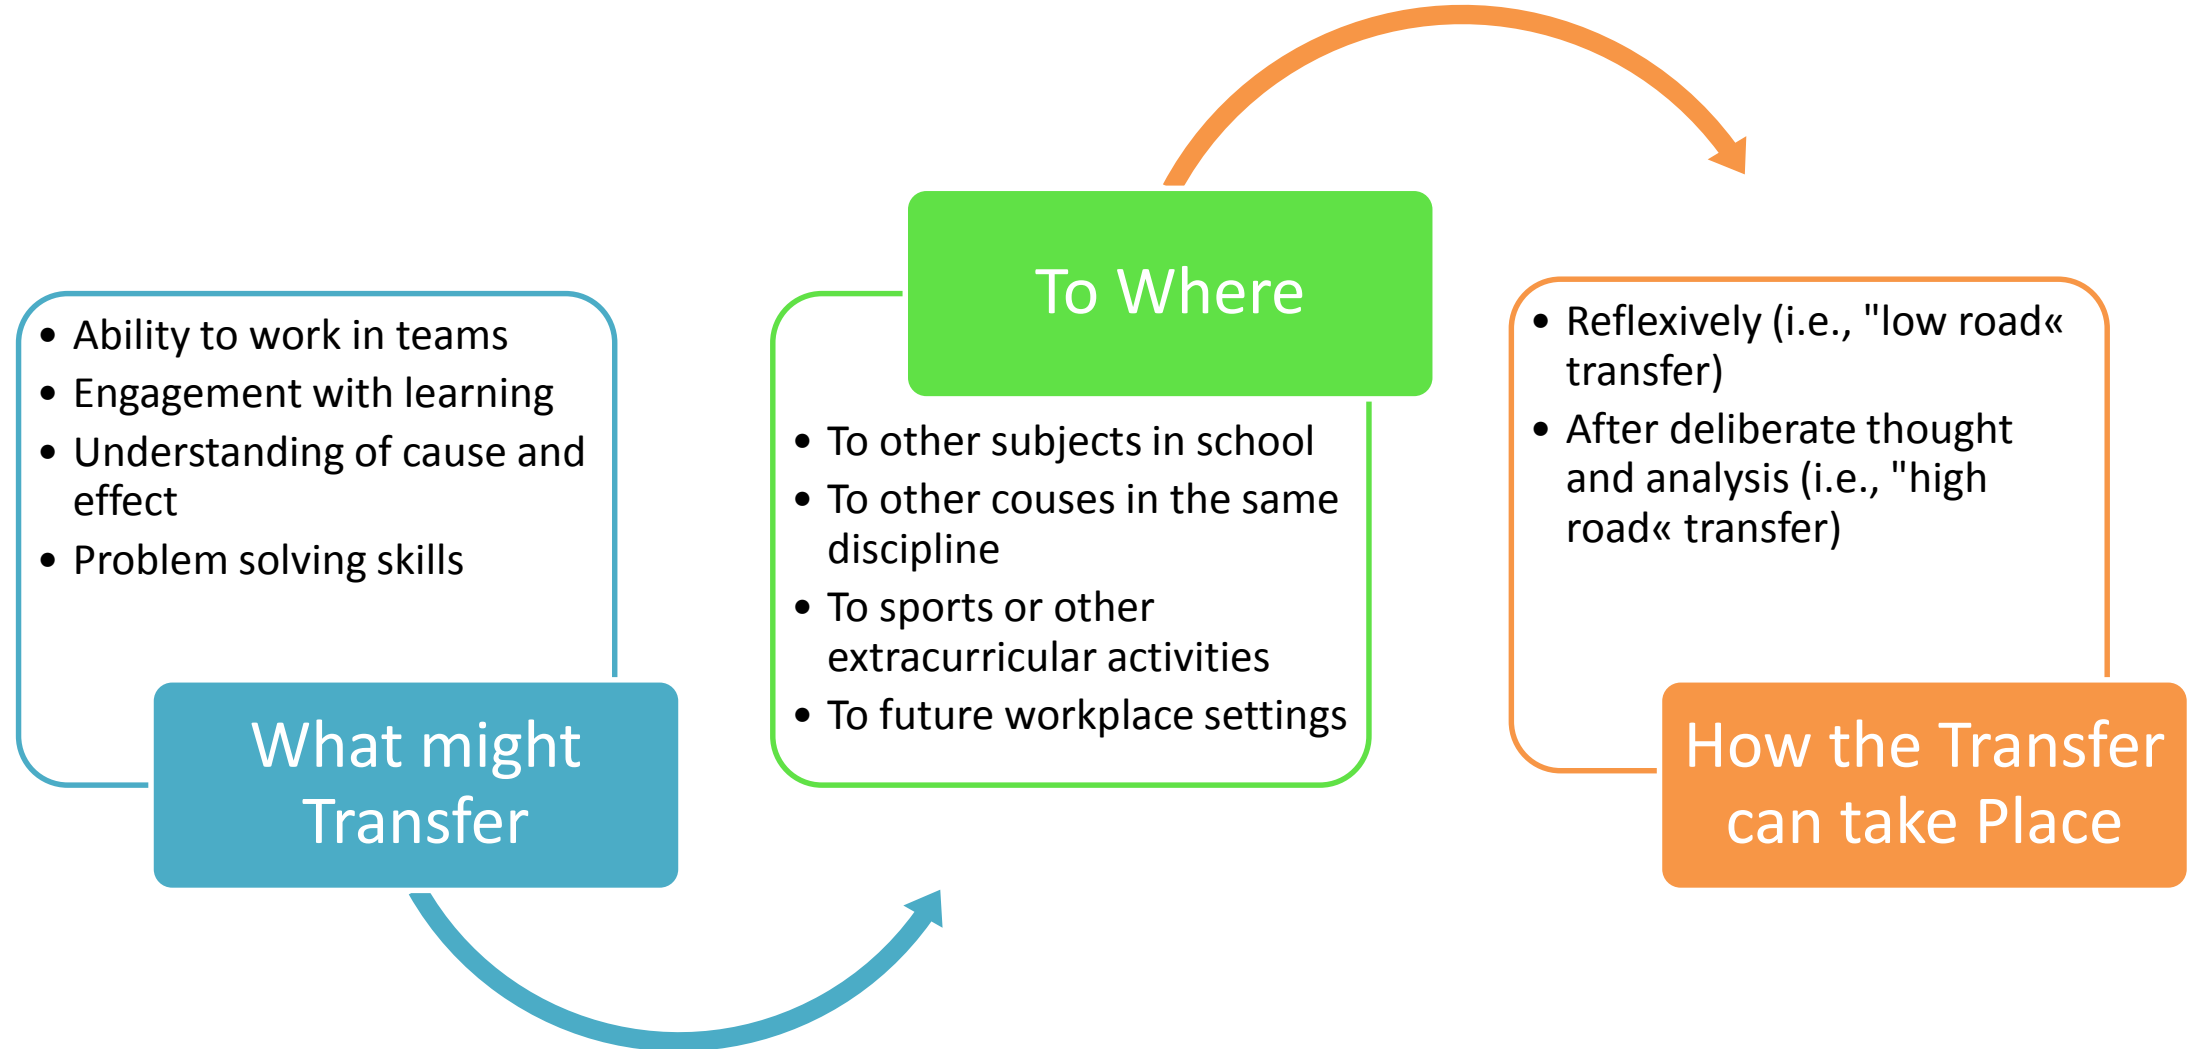 • Ability to work in teams
• Engagement with learning
• Understanding of cause and
effect
• Problem solving skills
What might
Transfer
To Where
• To other subjects in school
• To other couses in the same
discipline
• To sports or other
extracurricular activities
• To future workplace settings
• Reflexively (i.e., "low road«
transfer)
• After deliberate thought
and analysis (i.e., "high
road« transfer)
How the Transfer
can take Place